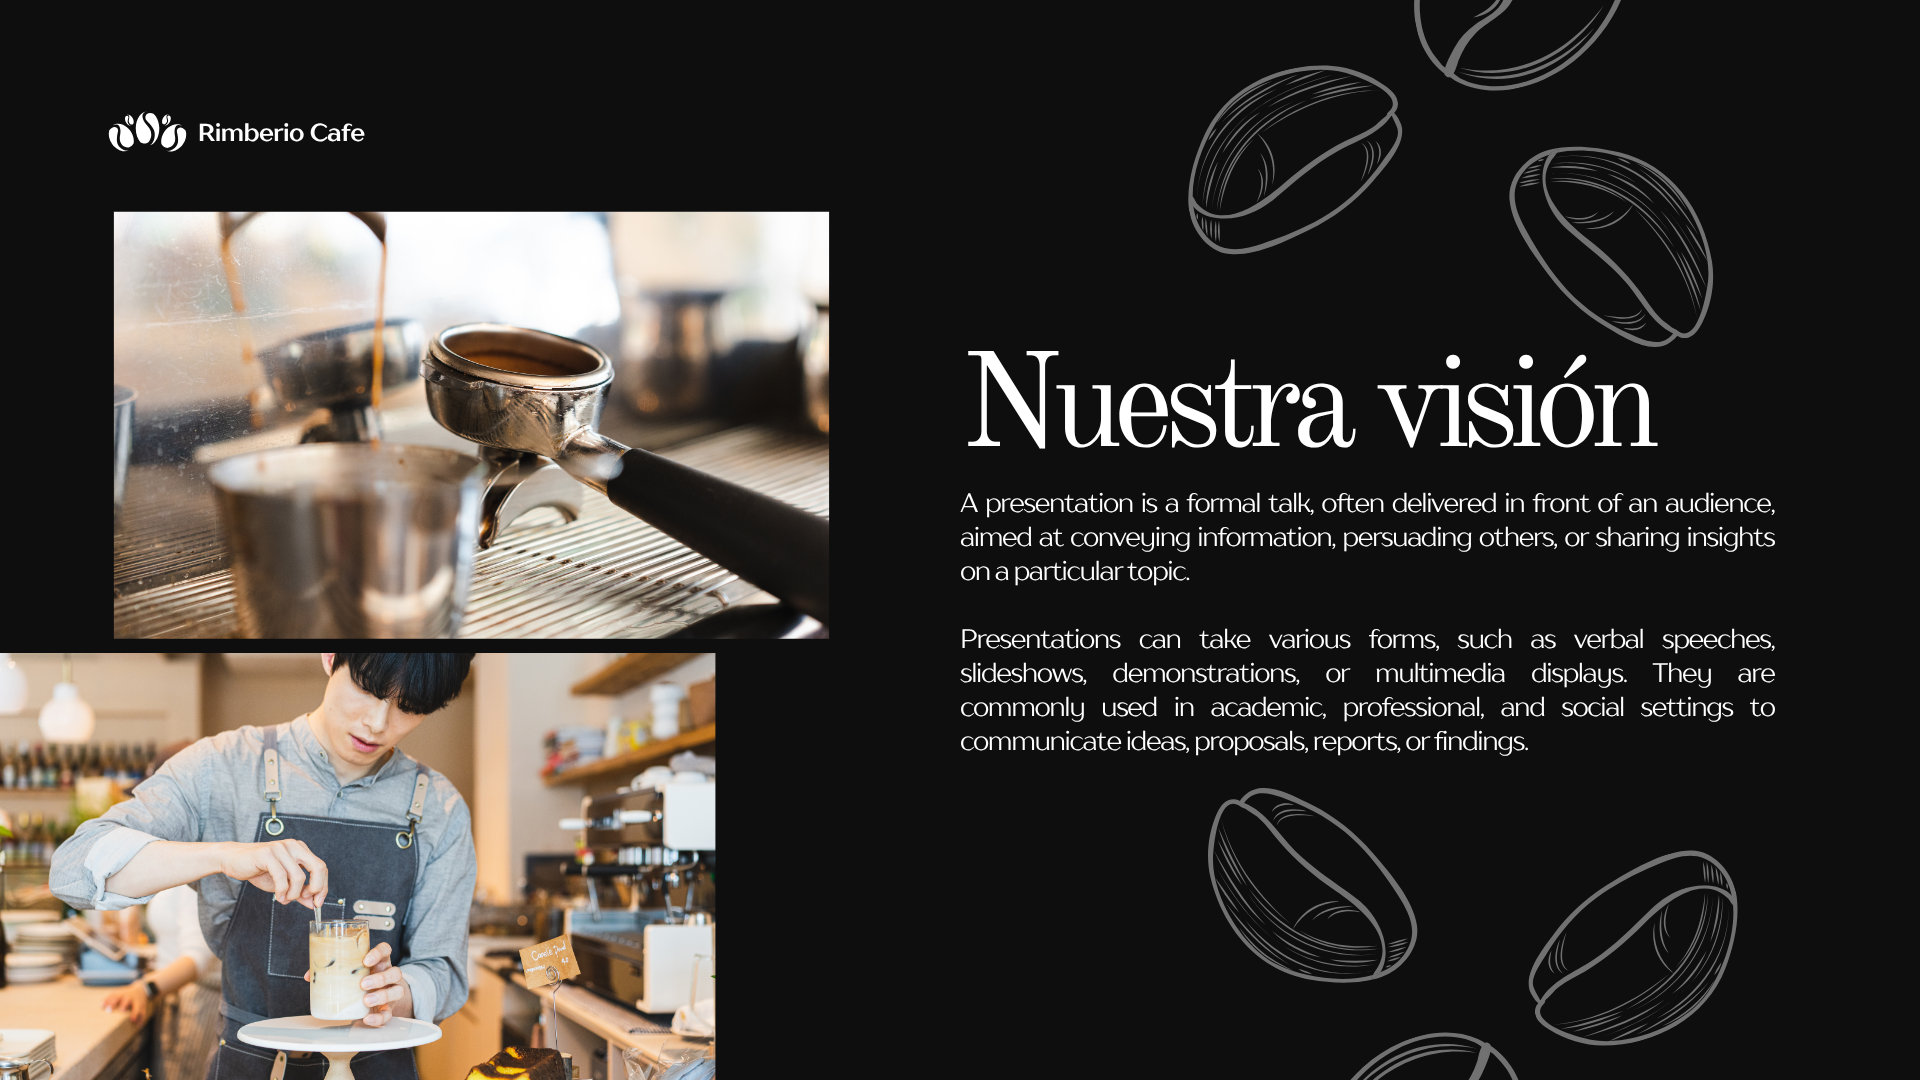 Rimberio Cafe
Nuestra visión
A presentation is a formal talk, often delivered in front of an audience,
aimed at conveying information, persuading others, or sharing insights
on a particular topic.
Presentations can take various forms, such as verbal speeches,
slideshows, demonstrations, or multimedia displays. They are
commonly used in academic, professional, and social settings to
communicate ideas, proposals, reports, or findings.